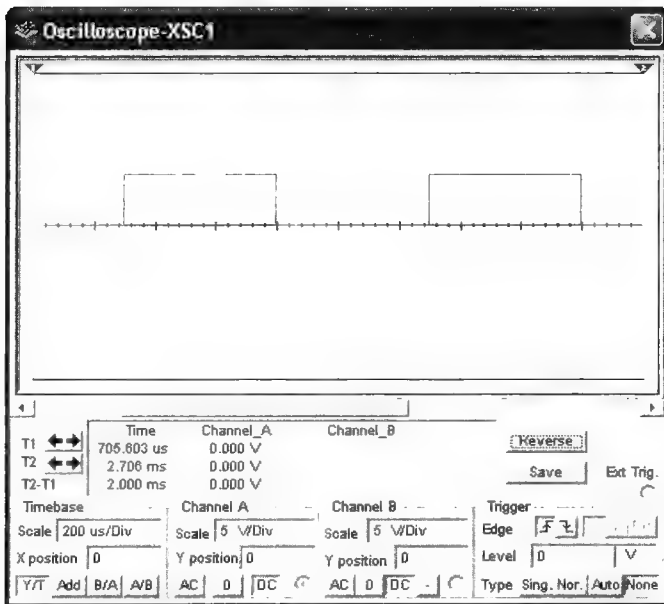 Oscilloscope-XSC1
Time Channel_A Channel_B
T1 705.603 us 0.000 V
T2 2.706 ms 0.000 V
T2-T1 2.000 ms 0.000 V
Reverse
Save Ext Trig.
Timebase Channel A Channel B Trigger
Scale 200 us/Div Scale 5 V/Div Scale 5 V/Div Edge
X position 0 Y position 0 Y position 0 Level 0 V
Y/T Add B/A A/B AC 0 DC AC 0 DC - Type Sing. Nor. Auto None